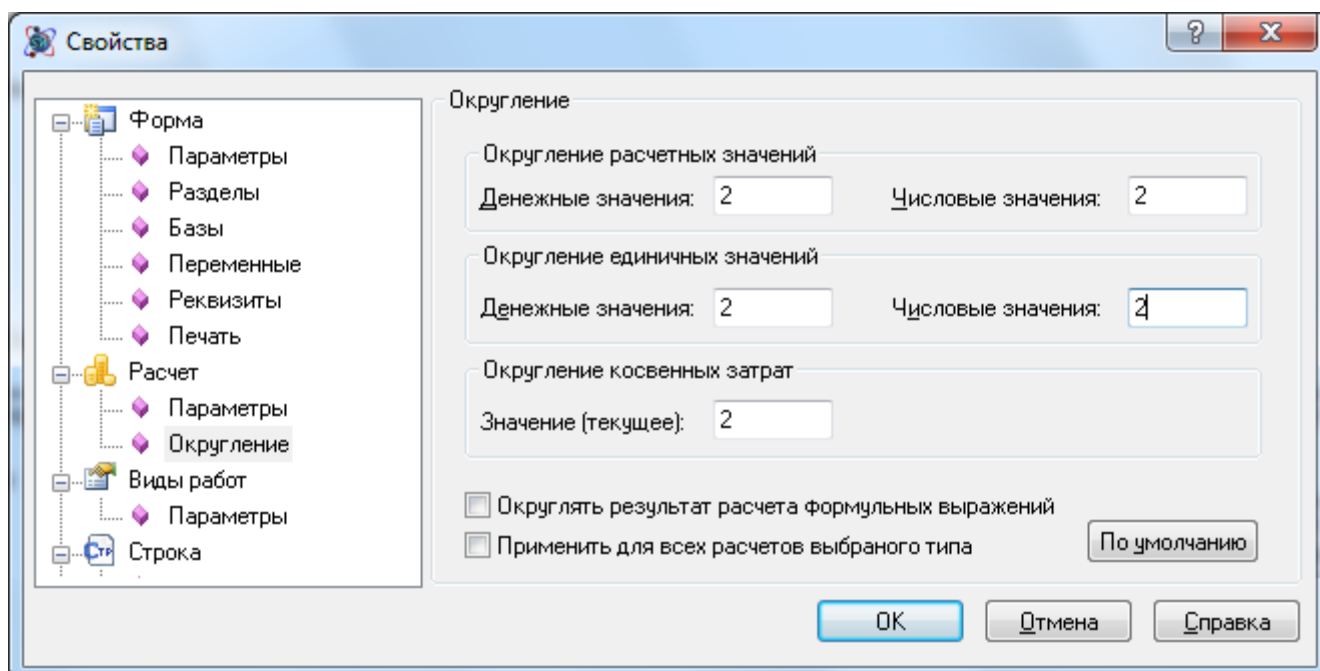 Свойства
Форма
Параметры
Разделы
Базы
Переменные
Реквизиты
Печать
Расчет
Параметры
Округление
Виды работ
Параметры
Стр Строка
Округление
Округление расчетных значений
Денежные значения: 2 Числовые значения: 2
Округление единичных значений
Денежные значения: 2 Числовые значения: 2
Округление косвенных затрат
Значение (текущее): 2
Округлять результат расчета формульных выражений
Применить для всех расчетов выбраного типа
По умолчанию
OK Отмена Справка